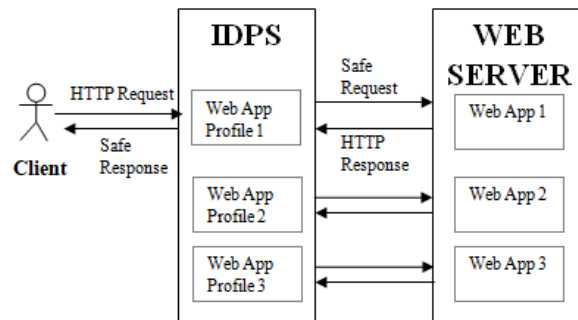 IDPS
WEB
SERVER
HTTP Request
Safe
Response
Client
Web App
Profile 1
Safe
Request
HTTP
Response
Web App 1
Web App
Profile 2
Web App 2
Web App
Profile 3
Web App 3